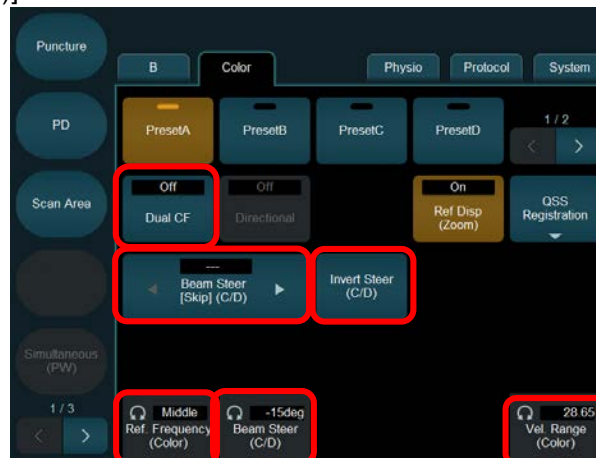 )]
Puncture
B
Color
Physio
Protocol
System
PD
PresetA
PresetB
PresetC
PresetD
1 / 2
Scan Area
Off
Dual CF
Off
Directional
On
Ref Disp
(Zoom)
QSS
Registration
---
Beam Steer
[Skip] (C/D)
Invert Steer
(C/D)
Simultaneous
(PW)
1 / 3
Middle
Ref. Frequency
(Color)
-15deg
Beam Steer
(C/D)
28.65
Vel. Range
(Color)